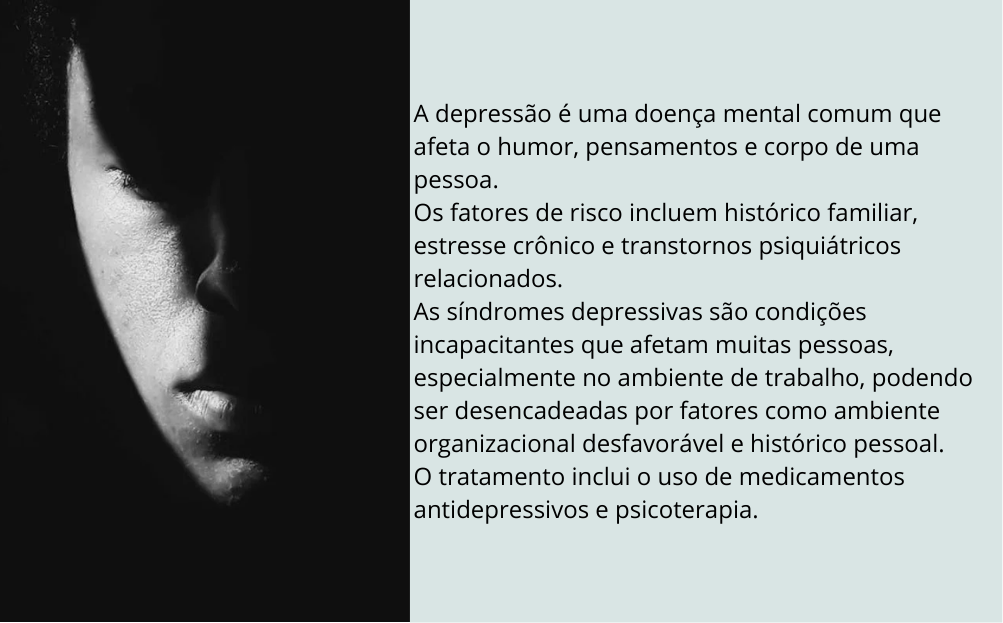 A depressão é uma doença mental comum que
afeta o humor, pensamentos e corpo de uma
pessoa.
Os fatores de risco incluem histórico familiar,
estresse crônico e transtornos psiquiátricos
relacionados.
As síndromes depressivas são condições
incapacitantes que afetam muitas pessoas,
especialmente no ambiente de trabalho, podendo
ser desencadeadas por fatores como ambiente
organizacional desfavorável e histórico pessoal.
O tratamento inclui o uso de medicamentos
antidepressivos e psicoterapia.